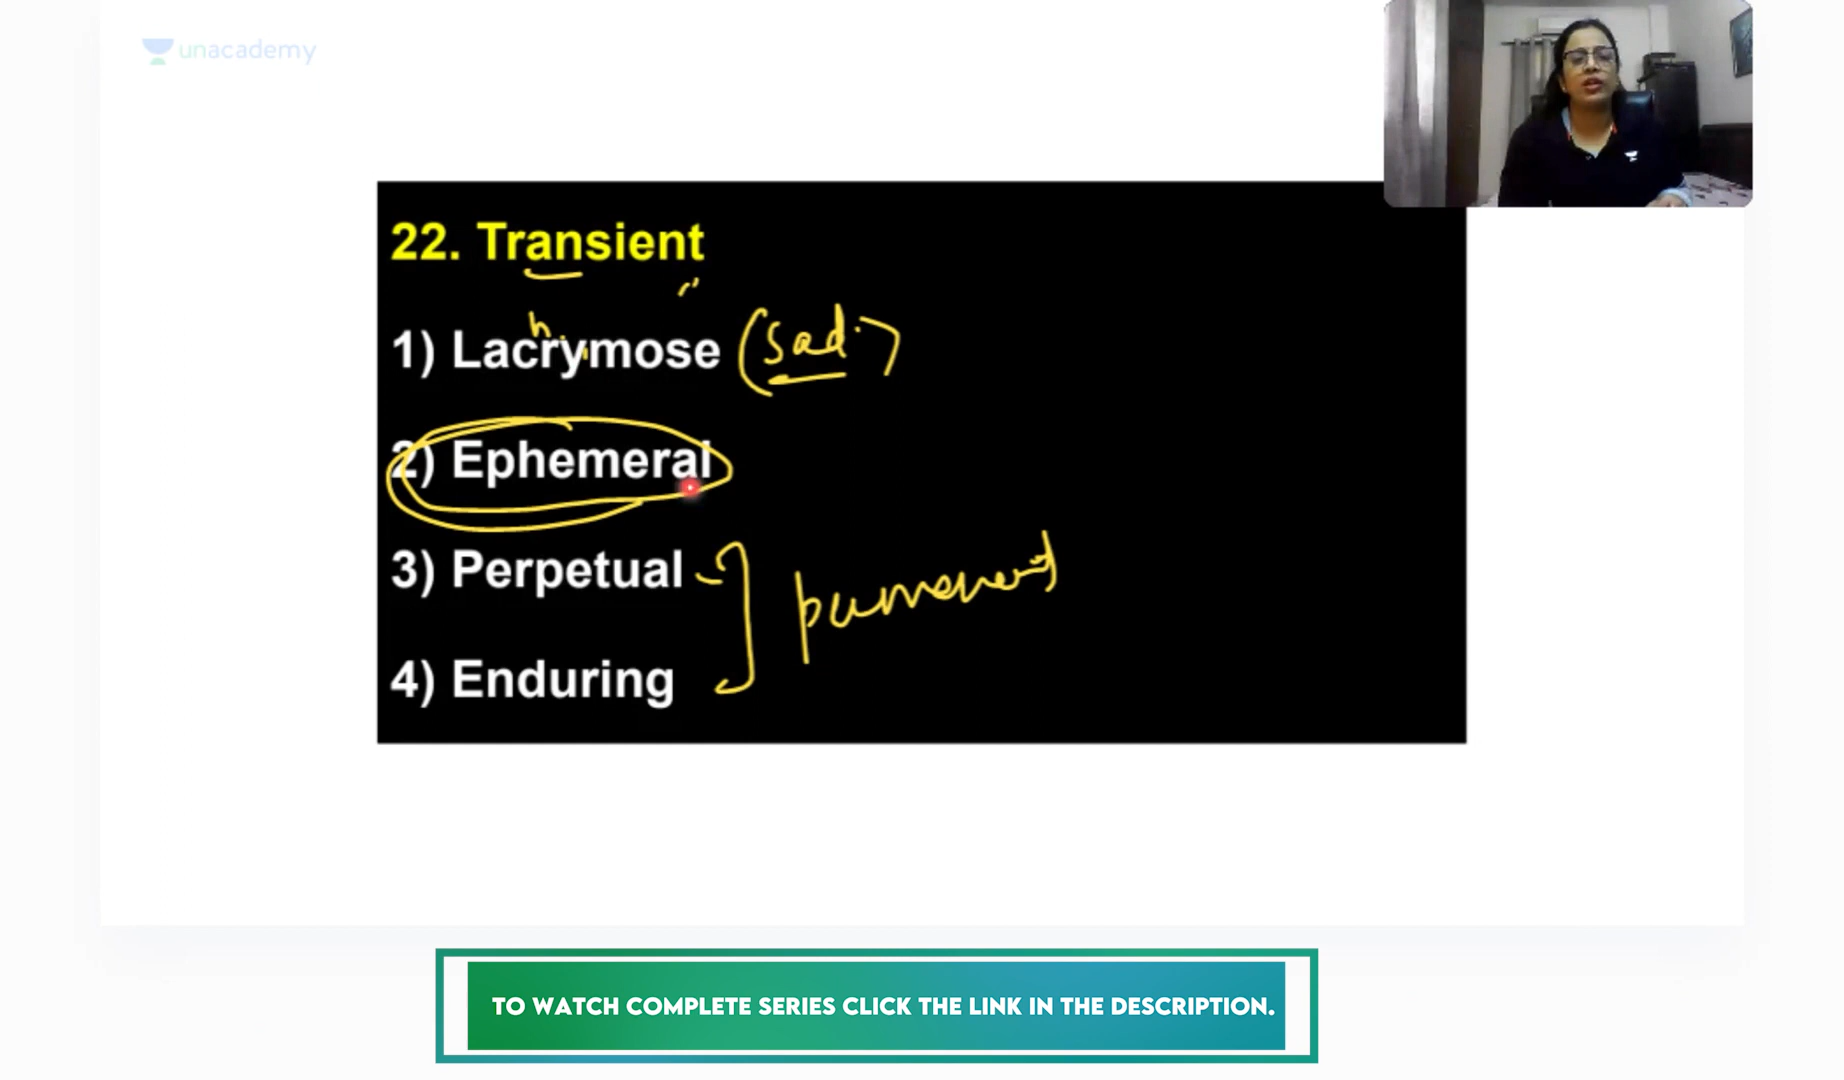 unacademy
22. Transient
h
1) Lacrymose (sad.)
2) Ephemeral
3) Perpetual
permanent
4) Enduring
TO WATCH COMPLETE SERIES CLICK THE LINK IN THE DESCRIPTION.